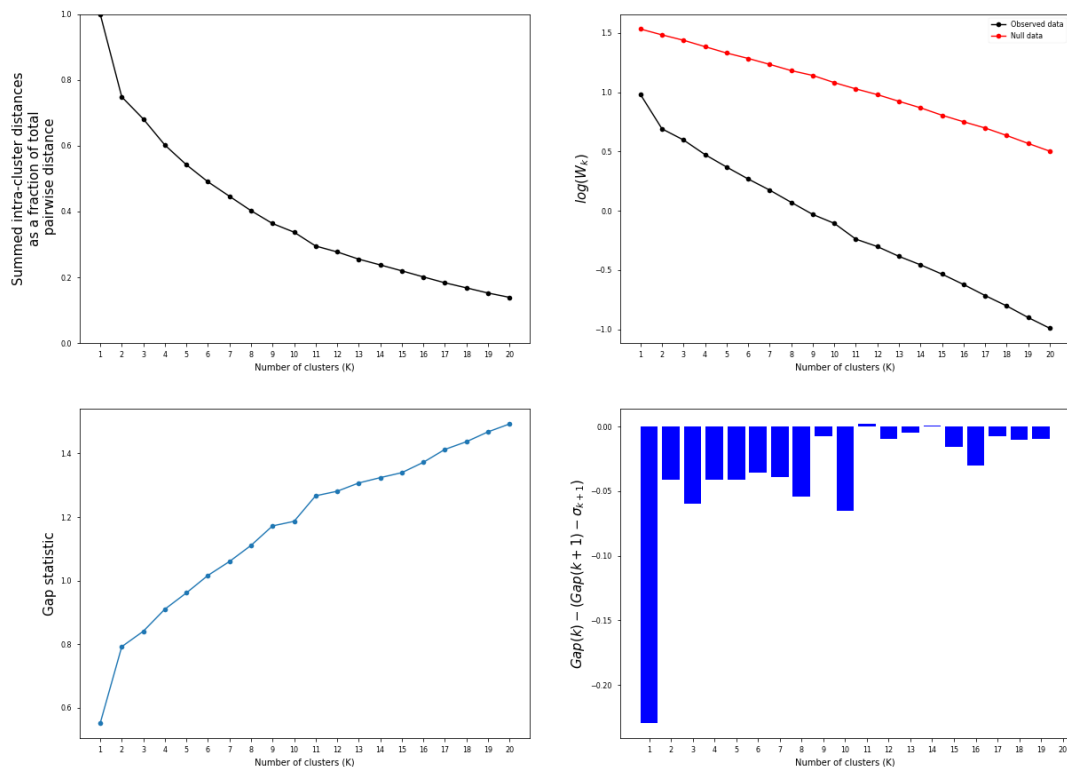 Summed intra-cluster distances
as a fraction of total
pairwise distance
1.0
0.8
0.6
0.4
0.2
0.0
1 2 3 4 5 6 7 8 9 10 11 12 13 14 15 16 17 18 19 20
Number of clusters (K)
log(W_k)
1.5
1.0
0.5
0.0
−0.5
−1.0
Observed data
Null data
1 2 3 4 5 6 7 8 9 10 11 12 13 14 15 16 17 18 19 20
Number of clusters (K)
Gap statistic
1.4
1.2
1.0
0.8
0.6
1 2 3 4 5 6 7 8 9 10 11 12 13 14 15 16 17 18 19 20
Number of clusters (K)
Gap(k) − (Gap(k + 1) − σ_{k+1})
0.00
−0.05
−0.10
−0.15
−0.20
1 2 3 4 5 6 7 8 9 10 11 12 13 14 15 16 17 18 19 20
Number of clusters (K)